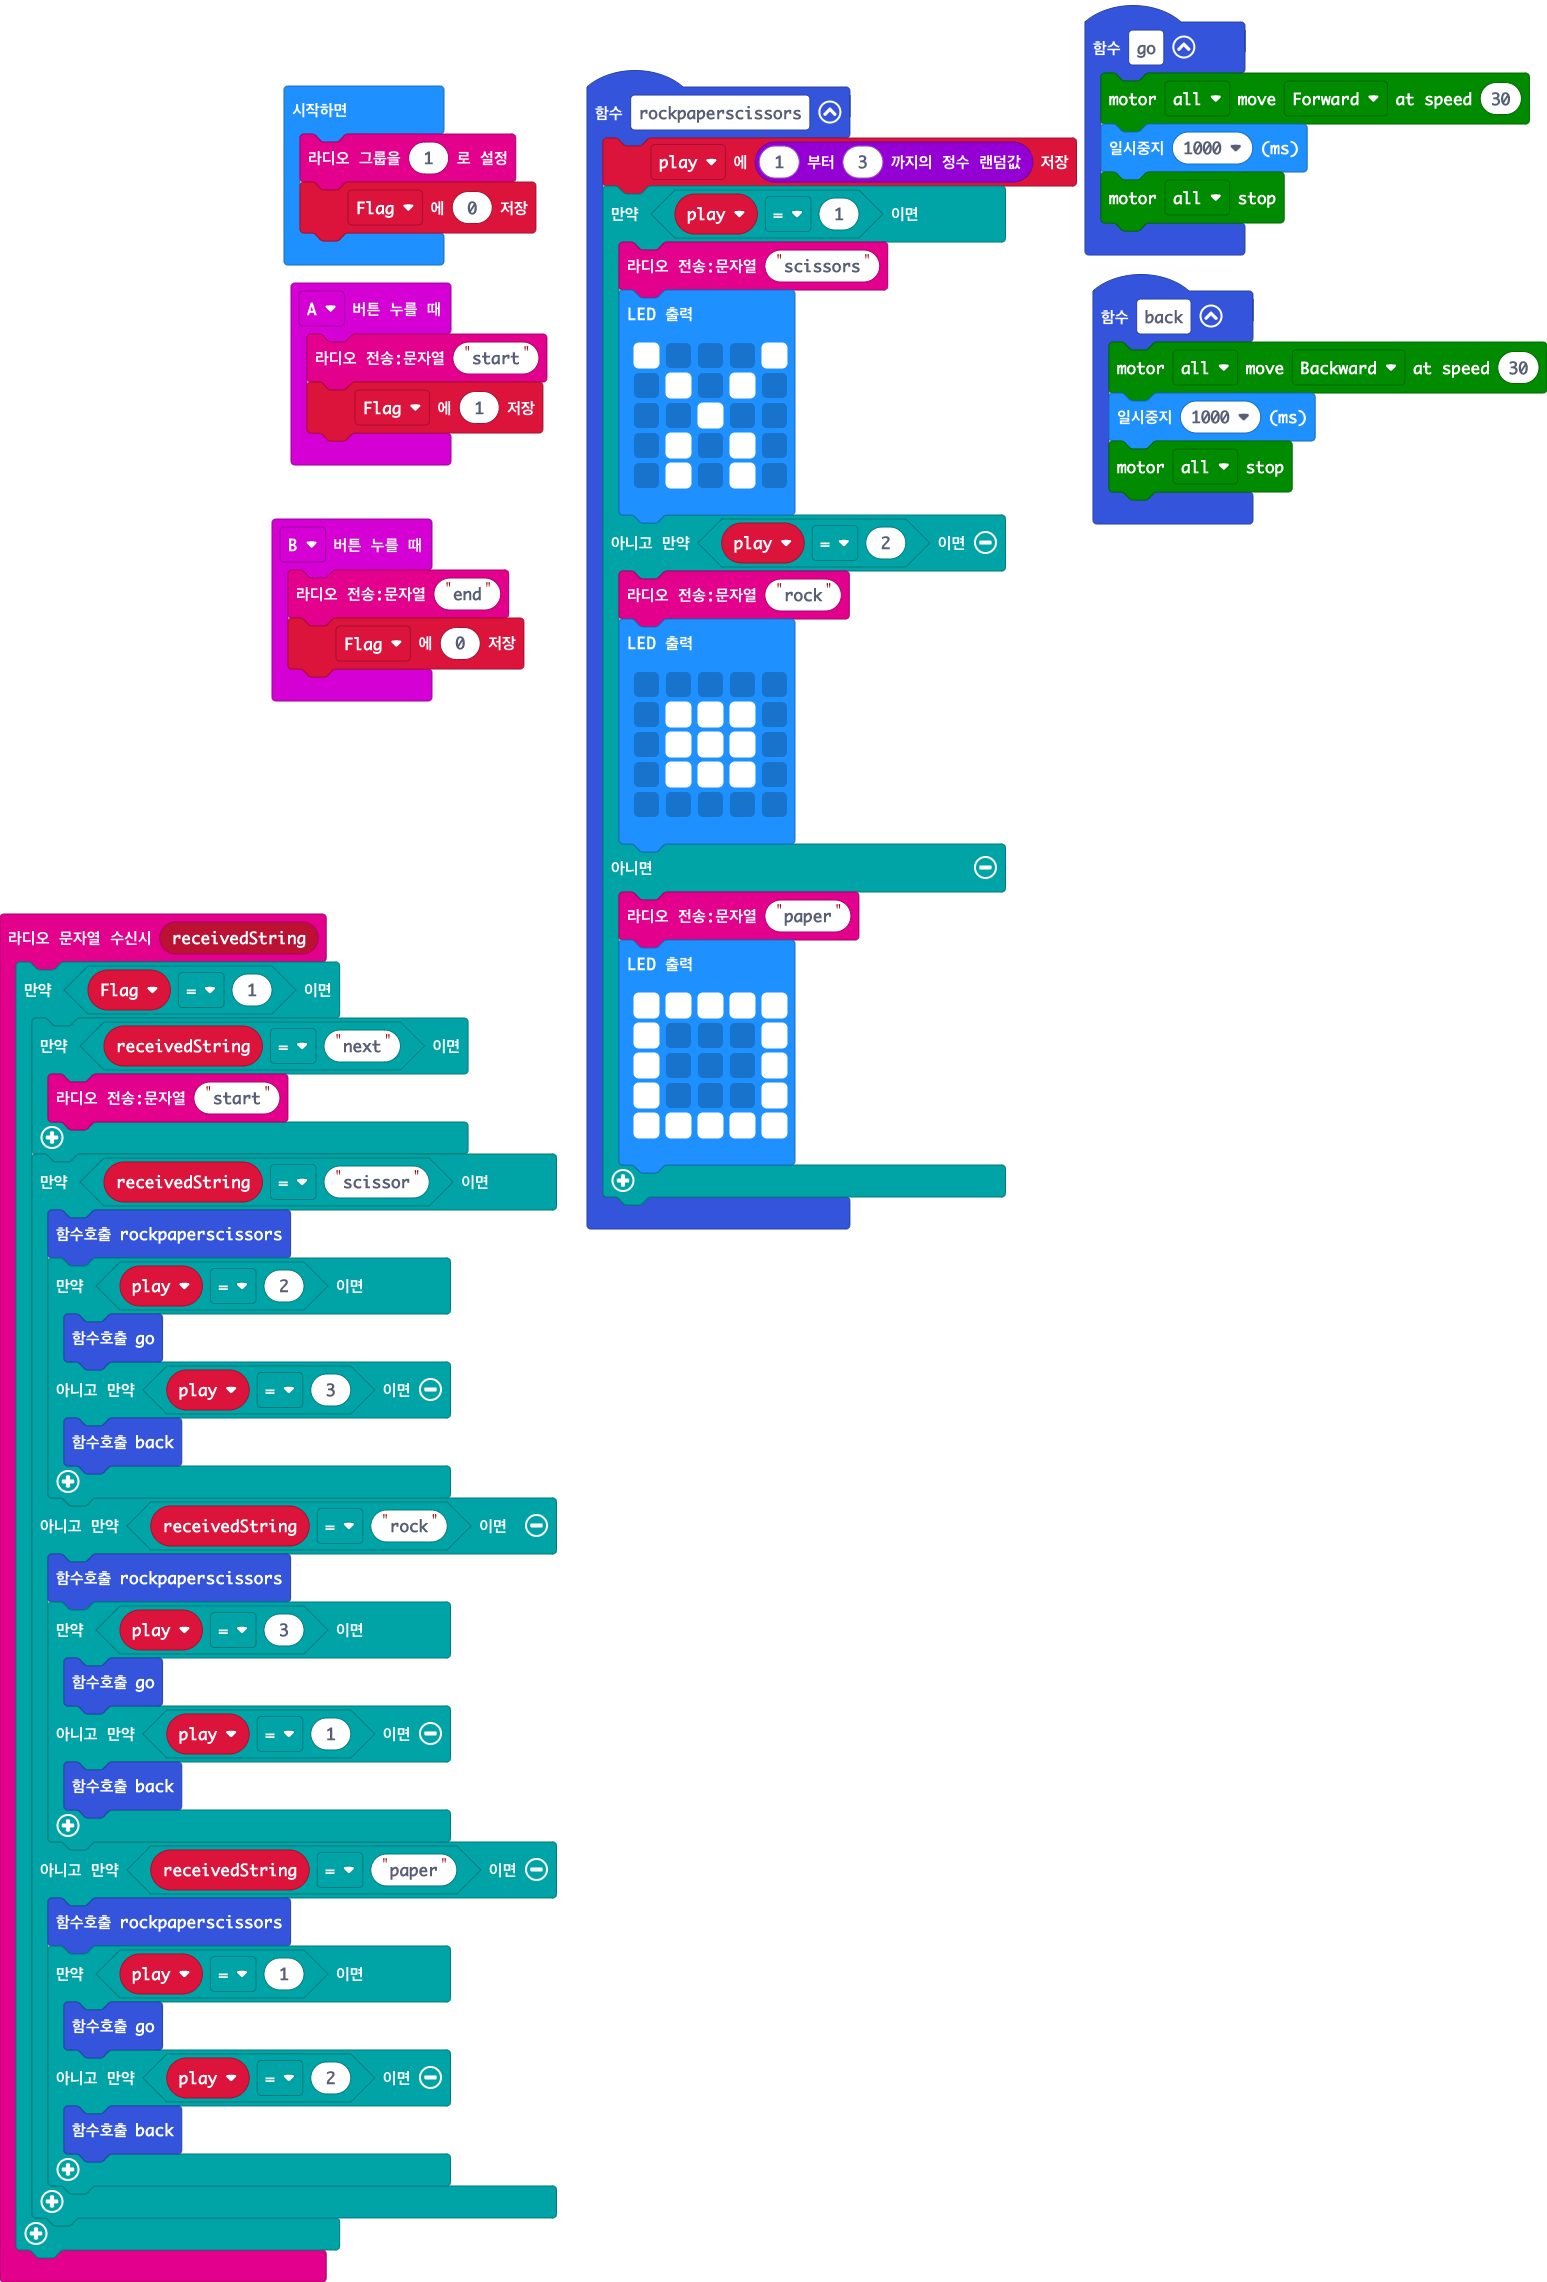 시작하면
라디오 그룹을 1 로 설정
Flag 에 0 저장
A 버튼 누를 때
라디오 전송:문자열 "start"
Flag 에 1 저장
B 버튼 누를 때
라디오 전송:문자열 "end"
Flag 에 0 저장
라디오 문자열 수신시 receivedString
만약 Flag = 1 이면
만약 receivedString = "next" 이면
라디오 전송:문자열 "start"
만약 receivedString = "scissor" 이면
함수호출 rockpaperscissors
만약 play = 2 이면
함수호출 go
아니고 만약 play = 3 이면
함수호출 back
아니고 만약 receivedString = "rock" 이면
함수호출 rockpaperscissors
만약 play = 3 이면
함수호출 go
아니고 만약 play = 1 이면
함수호출 back
아니고 만약 receivedString = "paper" 이면
함수호출 rockpaperscissors
만약 play = 1 이면
함수호출 go
아니고 만약 play = 2 이면
함수호출 back
함수 rockpaperscissors
play 에 1 부터 3 까지의 정수 랜덤값 저장
만약 play = 1 이면
라디오 전송:문자열 "scissors"
LED 출력
아니고 만약 play = 2 이면
라디오 전송:문자열 "rock"
LED 출력
아니면
라디오 전송:문자열 "paper"
LED 출력
함수 go
motor all move Forward at speed 30
일시중지 1000 (ms)
motor all stop
함수 back
motor all move Backward at speed 30
일시중지 1000 (ms)
motor all stop